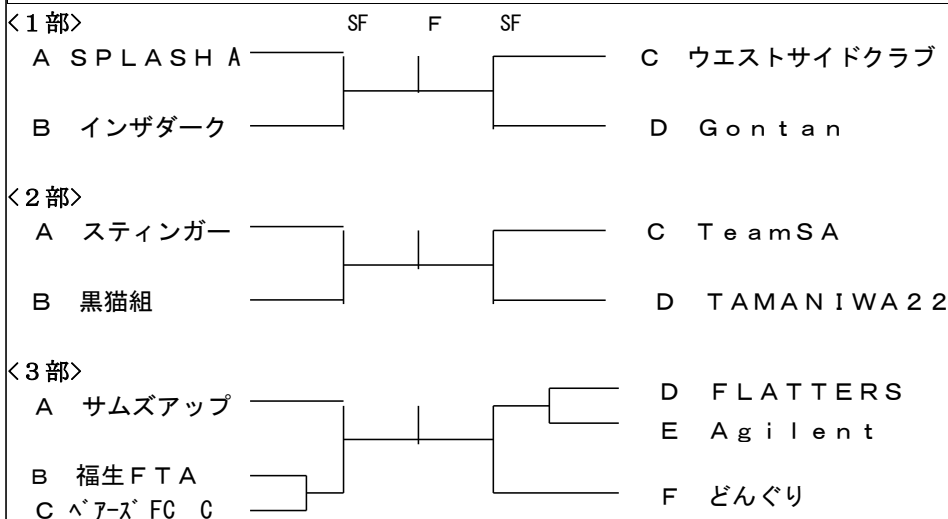 <１部>
SF F SF
A SPLASH A
C ウエストサイドクラブ
B インザダーク
D Gontan
<２部>
A スティンガー
C TeamSA
B 黒猫組
D TAMANIWA22
<３部>
A サムズアップ
D FLATTERS
E Agilent
B 福生FTA
F どんぐり
C ﾍﾞｱｰｽﾞ FC C